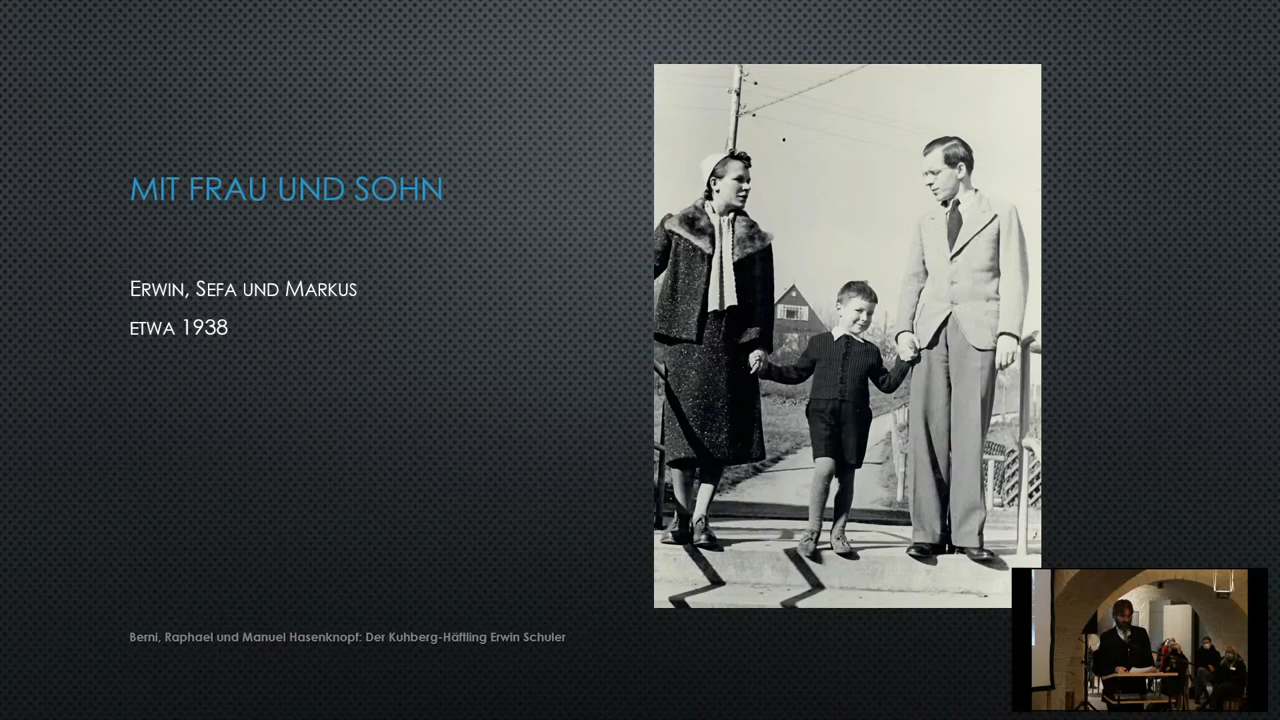 MIT FRAU UND SOHN
ERWIN, SEFA UND MARKUS
ETWA 1938
Berni, Raphael und Manuel Hasenknopf: Der Kuhberg-Häftling Erwin Schuler